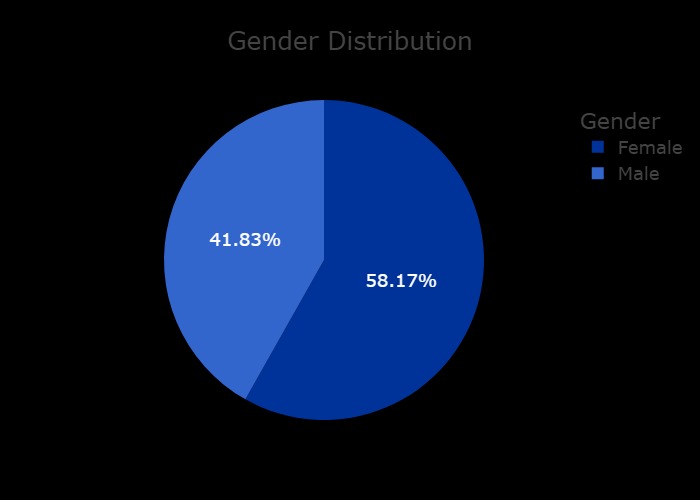 Gender Distribution
Gender
Female
Male
41.83%
58.17%